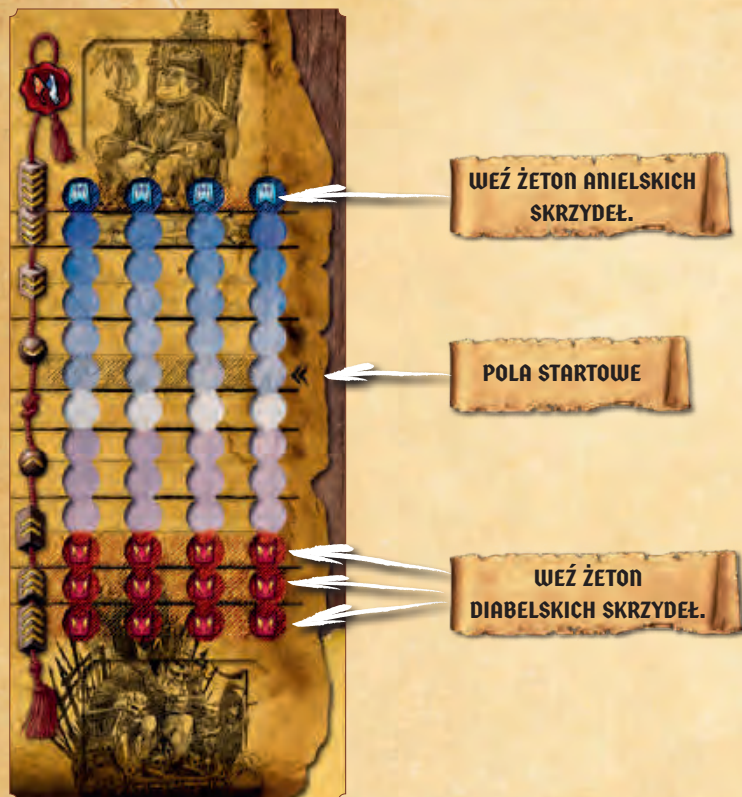 WEŹ ŻETON ANIELSKICH
SKRZYDEŁ.
POLA STARTOWE
WEŹ ŻETON
DIABELSKICH SKRZYDEŁ.